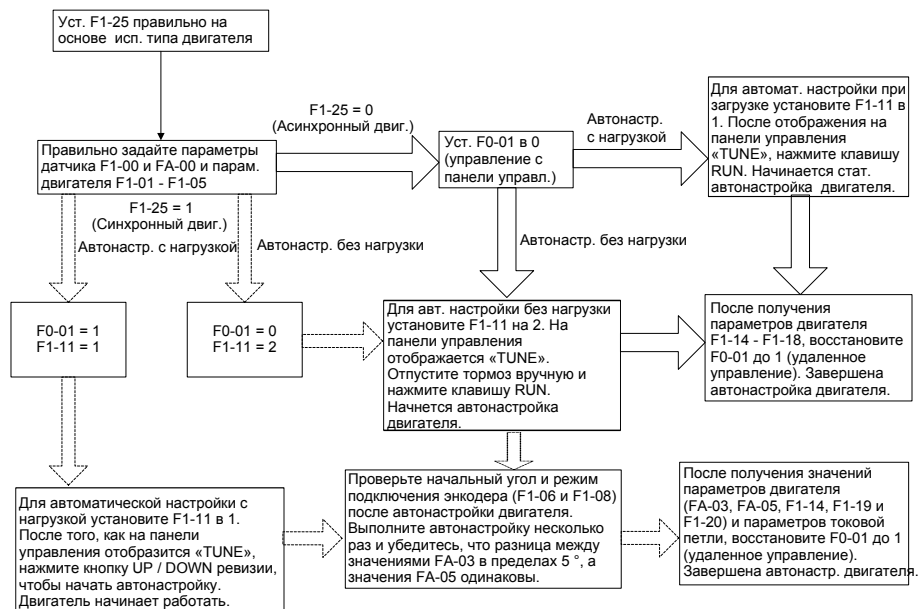 Уст. F1-25 правильно на
основе исп. типа двигателя
F1-25 = 0
(Асинхронный двиг.)
Автонастр.
с нагрузкой
Для автомат. настройки при
загрузке установите F1-11 в
1. После отображения на
панели управления
«TUNE», нажмите клавишу
RUN. Начинается стат.
автонастройка двигателя.
Правильно задайте параметры
датчика F1-00 и FA-00 и парам.
двигателя F1-01 - F1-05
Уст. F0-01 в 0
(управление с
панели управл.)
F1-25 = 1
(Синхронный двиг.)
Автонастр. с нагрузкой
Автонастр. без нагрузки
Автонастр. без нагрузки
F0-01 = 1
F1-11 = 1
F0-01 = 0
F1-11 = 2
Для авт. настройки без нагрузки
установите F1-11 на 2. На
панели управления
отображается «TUNE».
Отпустите тормоз вручную и
нажмите клавишу RUN.
Начнется автонастройка
двигателя.
После получения
параметров двигателя
F1-14 - F1-18, восстановите
F0-01 до 1 (удаленное
управление). Завершена
автонастройка двигателя.
Для автоматической настройки с
нагрузкой установите F1-11 в 1.
После того, как на панели
управления отобразится «TUNE»,
нажмите кнопку UP / DOWN ревизии,
чтобы начать автонастройку.
Двигатель начинает работать.
Проверьте начальный угол и режим
подключения энкодера (F1-06 и F1-08)
после автонастройки двигателя.
Выполните автонастройку несколько
раз и убедитесь, что разница между
значениями FA-03 в пределах 5 °, а
значения FA-05 одинаковы.
После получения значений
параметров двигателя
(FA-03, FA-05, F1-14, F1-19 и
F1-20) и параметров токовой
петли, восстановите F0-01 до 1
(удаленное управление).
Завершена автонастр. двигателя.